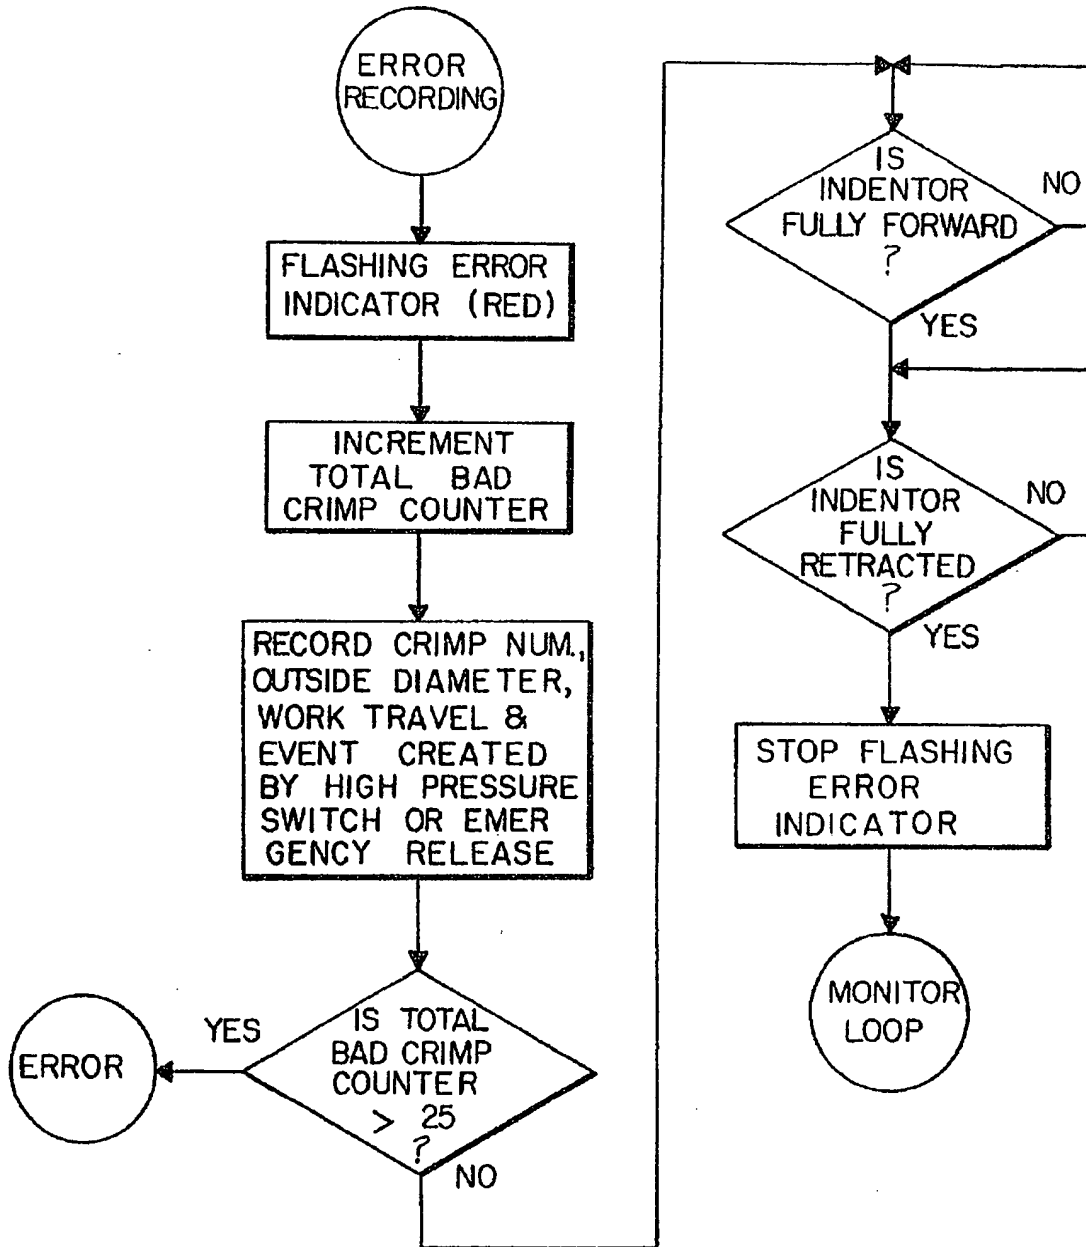 ERROR
RECORDING
FLASHING ERROR
INDICATOR (RED)
INCREMENT
TOTAL BAD
CRIMP COUNTER
RECORD CRIMP NUM.,
OUTSIDE DIAMETER,
WORK TRAVEL &
EVENT CREATED
BY HIGH PRESSURE
SWITCH OR EMER
GENCY RELEASE
IS TOTAL
BAD CRIMP
COUNTER
> 25
?
YES
ERROR
NO
IS
INDENTOR
FULLY FORWARD
?
NO
YES
IS
INDENTOR
FULLY
RETRACTED
?
NO
YES
STOP FLASHING
ERROR
INDICATOR
MONITOR
LOOP